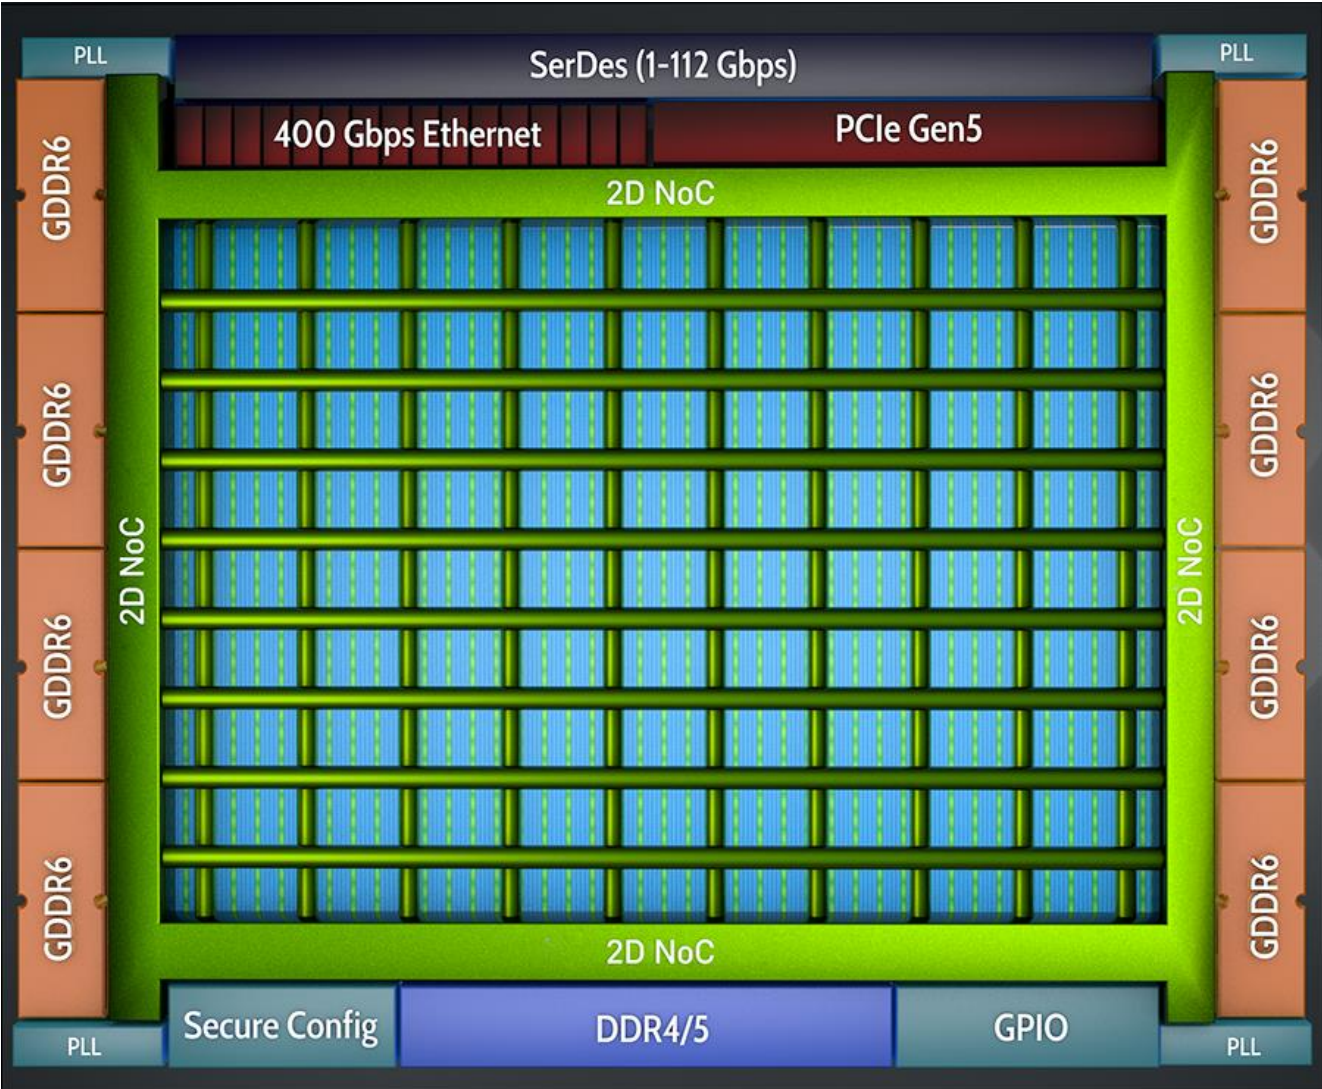 PLL
SerDes (1-112 Gbps)
PLL
400 Gbps Ethernet
PCIe Gen5
2D NoC
GDDR6
GDDR6
GDDR6
GDDR6
2D NoC
2D NoC
GDDR6
GDDR6
GDDR6
GDDR6
2D NoC
Secure Config
DDR4/5
GPIO
PLL
PLL